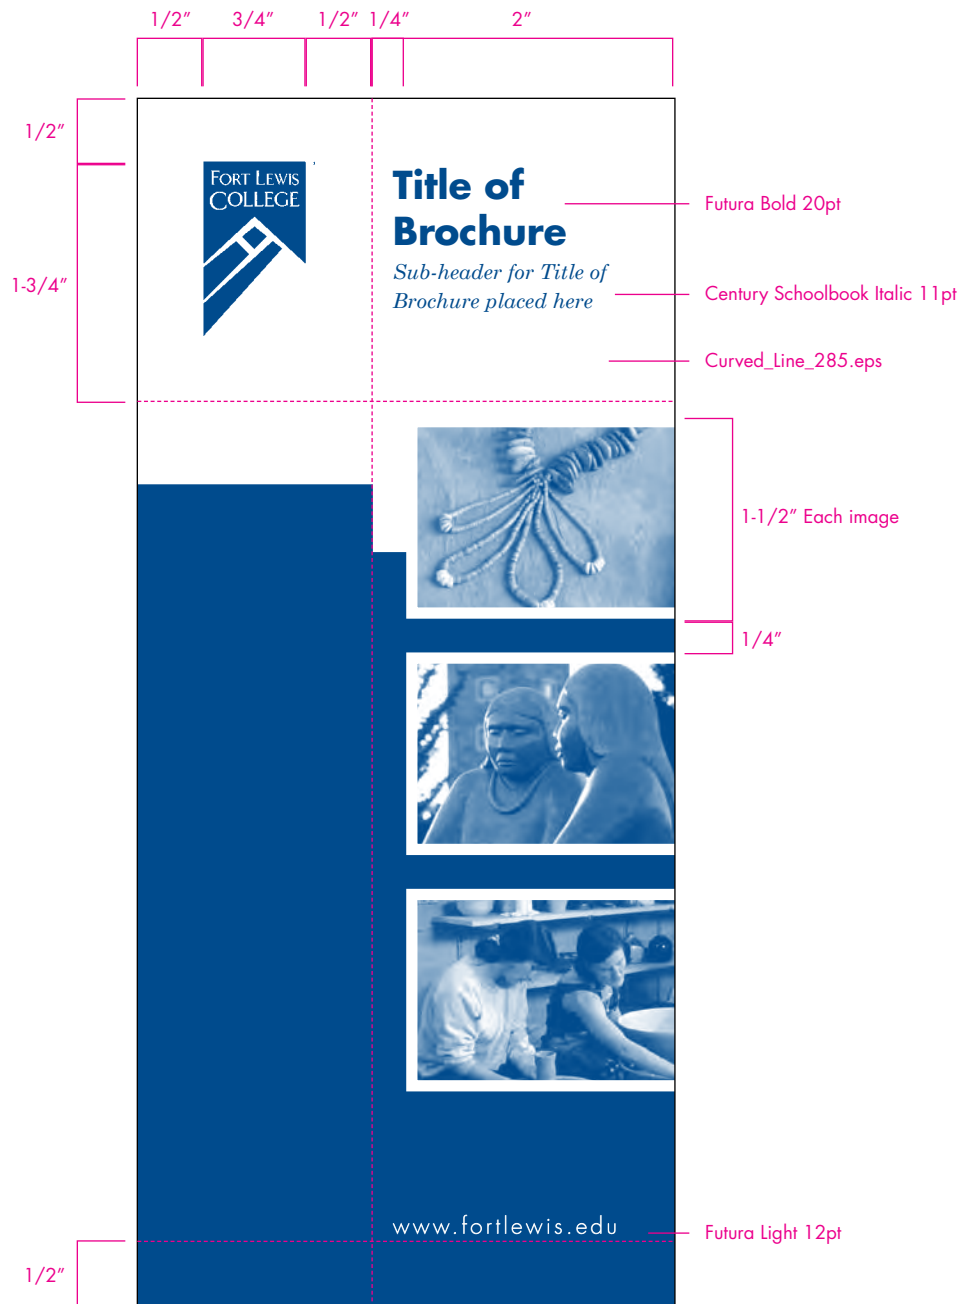 1/2” 3/4” 1/2” 1/4” 2”
1/2”
FORT LEWIS
COLLEGE
Title of
Brochure
Futura Bold 20pt
Sub-header for Title of
Brochure placed here
1-3/4”
Century Schoolbook Italic 11pt
Curved_Line_285.eps
1-1/2” Each image
1/4”
www.fortlewis.edu
Futura Light 12pt
1/2”